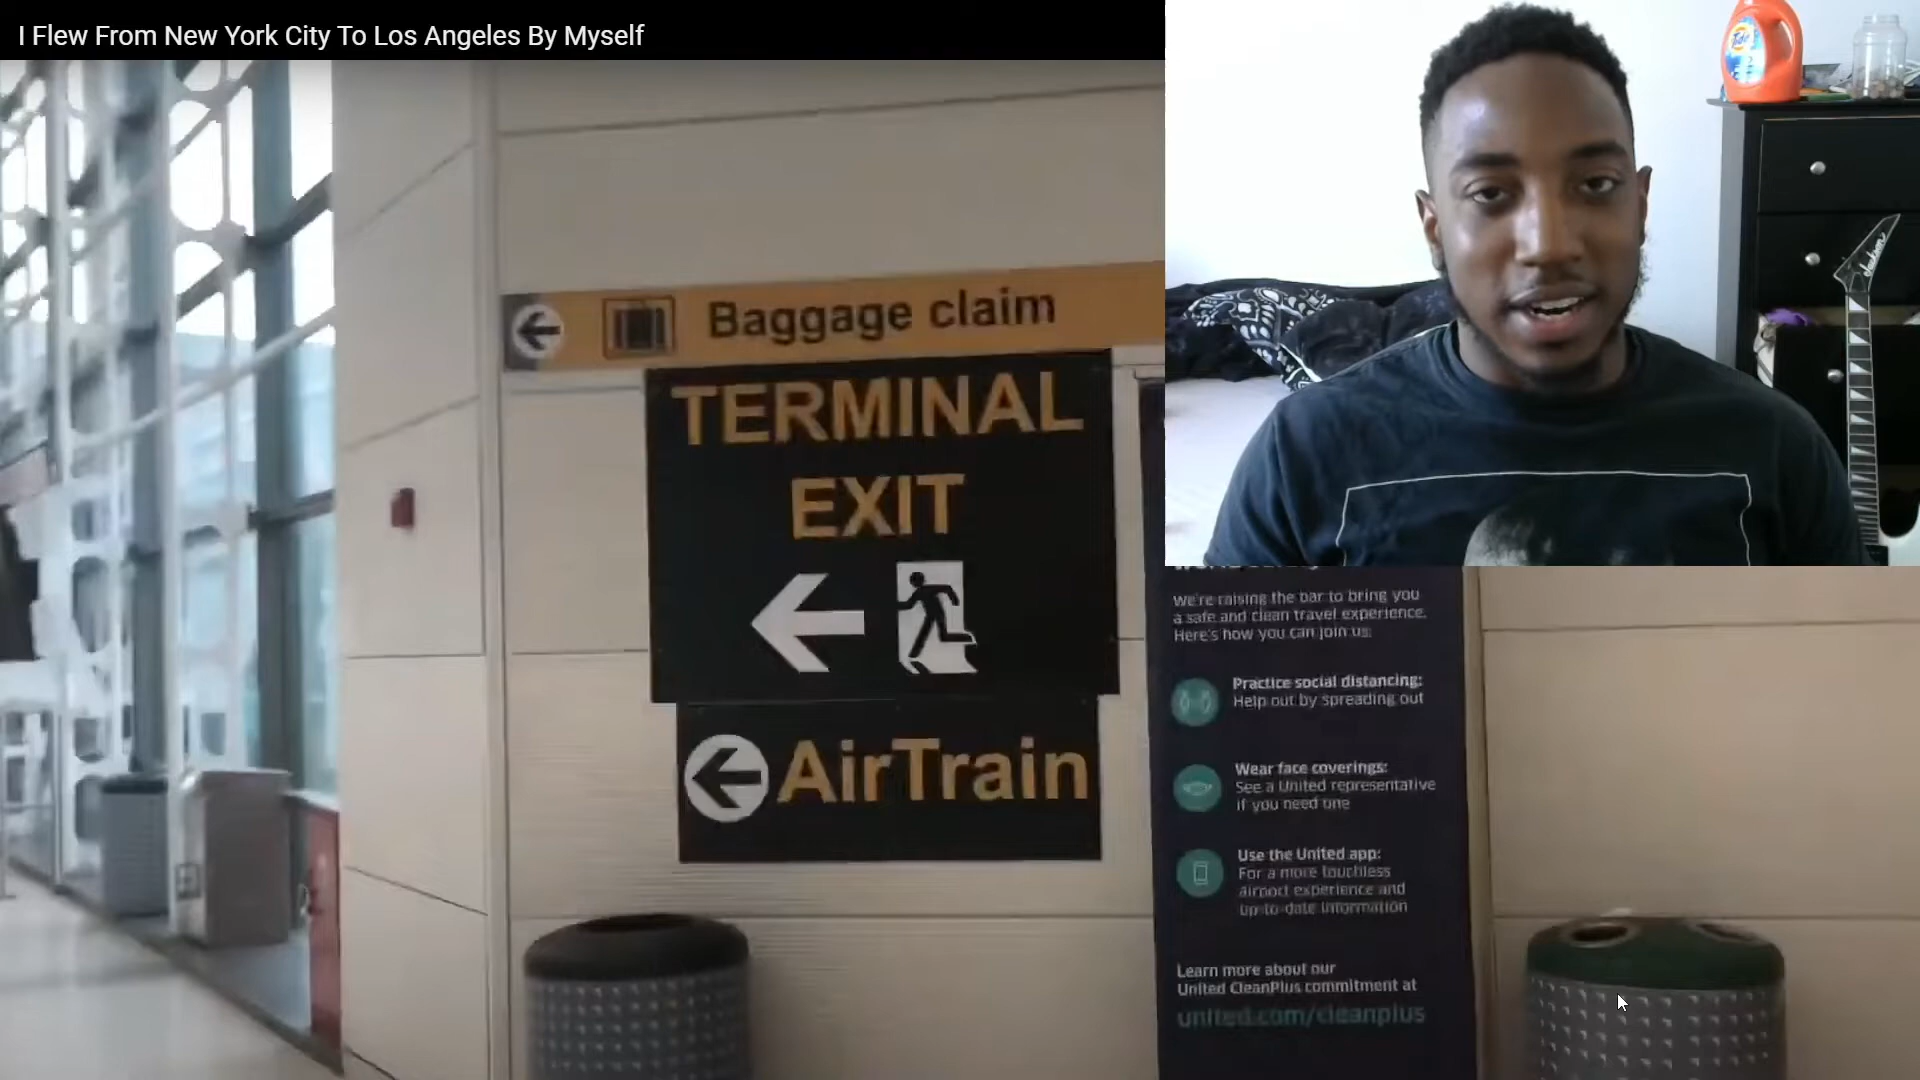 I Flew From New York City To Los Angeles By Myself
Tide
Jackson
Baggage claim
TERMINAL
EXIT
AirTrain
We're raising the bar to bring you
a safe and clean travel experience.
Here's how you can join us:
Practice social distancing:
Help out by spreading out
Wear face coverings:
See a United representative
if you need one
Use the United app:
For a more touchless
airport experience and
up-to-date information
Learn more about our
United CleanPlus commitment at
united.com/cleanplus